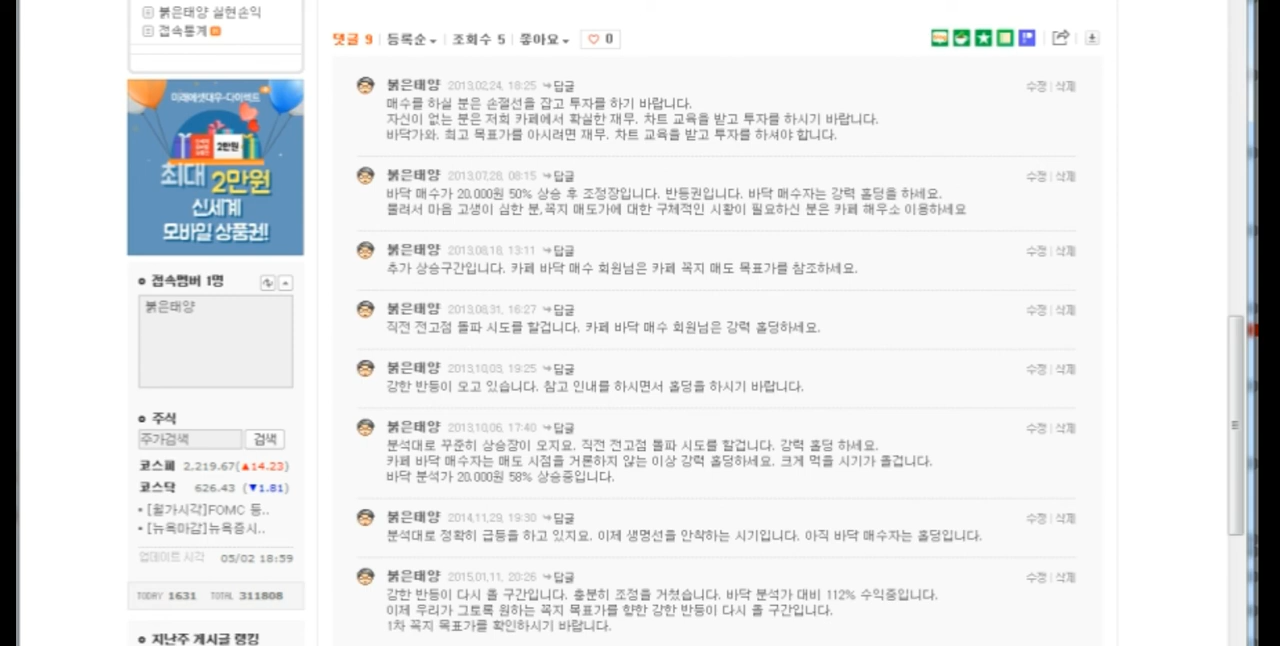 붉은태양 실현손익
접속통계
미래에셋대우-다이렉트
2만원
최대 2만원
신세계
모바일 상품권!
접속멤버 1명
붉은태양
주식
주가검색 검색
코스피 2,219.67(▲14.23)
코스닥 626.43 (▼1.81)
[월가시각]FOMC 등..
[뉴욕마감]뉴욕증시..
업데이트 시각 05/02 18:59
TODAY 1631 TOTAL 311808
지난주 게시글 랭킹
댓글 9 등록순 조회수 5 좋아요 0
붉은태양 2013.02.24. 18:25 답글 수정 | 삭제
매수를 하실 분은 손절선을 잡고 투자를 하기 바랍니다.
자신이 없는 분은 저희 카페에서 확실한 재무. 차트 교육을 받고 투자를 하시기 바랍니다.
바닥가와. 최고 목표가를 아시려면 재무. 차트 교육을 받고 투자를 하셔야 합니다.
붉은태양 2013.07.28. 08:15 답글 수정 | 삭제
바닥 매수가 20.000원 50% 상승 후 조정장입니다. 반등권입니다. 바닥 매수자는 강력 홀딩을 하세요.
물려서 마음 고생이 심한 분,꼭지 매도가에 대한 구체적인 시황이 필요하신 분은 카페 해우소 이용하세요
붉은태양 2013.08.18. 13:11 답글 수정 | 삭제
추가 상승구간입니다. 카페 바닥 매수 회원님은 카페 꼭지 매도 목표가를 참조하세요.
붉은태양 2013.08.31. 16:27 답글 수정 | 삭제
직전 전고점 돌파 시도를 할겁니다. 카페 바닥 매수 회원님은 강력 홀딩하세요.
붉은태양 2013.10.03. 19:25 답글 수정 | 삭제
강한 반등이 오고 있습니다. 참고 인내를 하시면서 홀딩을 하시기 바랍니다.
붉은태양 2013.10.06. 17:40 답글 수정 | 삭제
분석대로 꾸준히 상승장이 오지요. 직전 전고점 돌파 시도를 할겁니다. 강력 홀딩 하세요.
카페 바닥 매수자는 매도 시점을 거론하지 않는 이상 강력 홀딩하세요. 크게 먹을 시기가 올겁니다.
바닥 분석가 20.000원 58% 상승중입니다.
붉은태양 2014.11.29. 19:30 답글 수정 | 삭제
분석대로 정확히 급등을 하고 있지요. 이제 생명선을 안착하는 시기입니다. 아직 바닥 매수자는 홀딩입니다.
붉은태양 2015.01.11. 20:26 답글 수정 | 삭제
강한 반등이 다시 올 구간입니다. 충분히 조정을 거쳤습니다. 바닥 분석가 대비 112% 수익중입니다.
이제 우리가 그토록 원하는 꼭지 목표가를 향한 강한 반등이 다시 올 구간입니다.
1차 꼭지 목표가를 확인하시기 바랍니다.